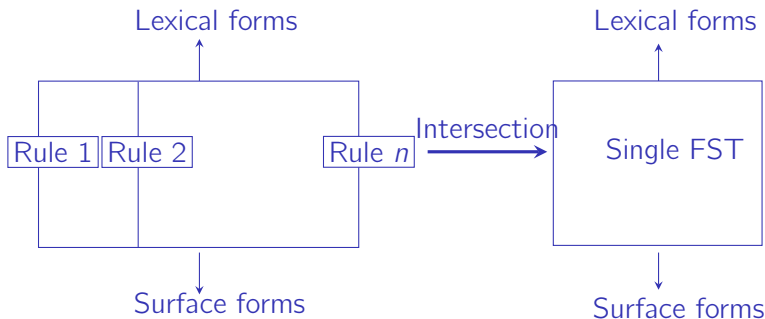 Lexical forms
Rule 1
Rule 2
Rule n
Surface forms
Intersection
Lexical forms
Single FST
Surface forms